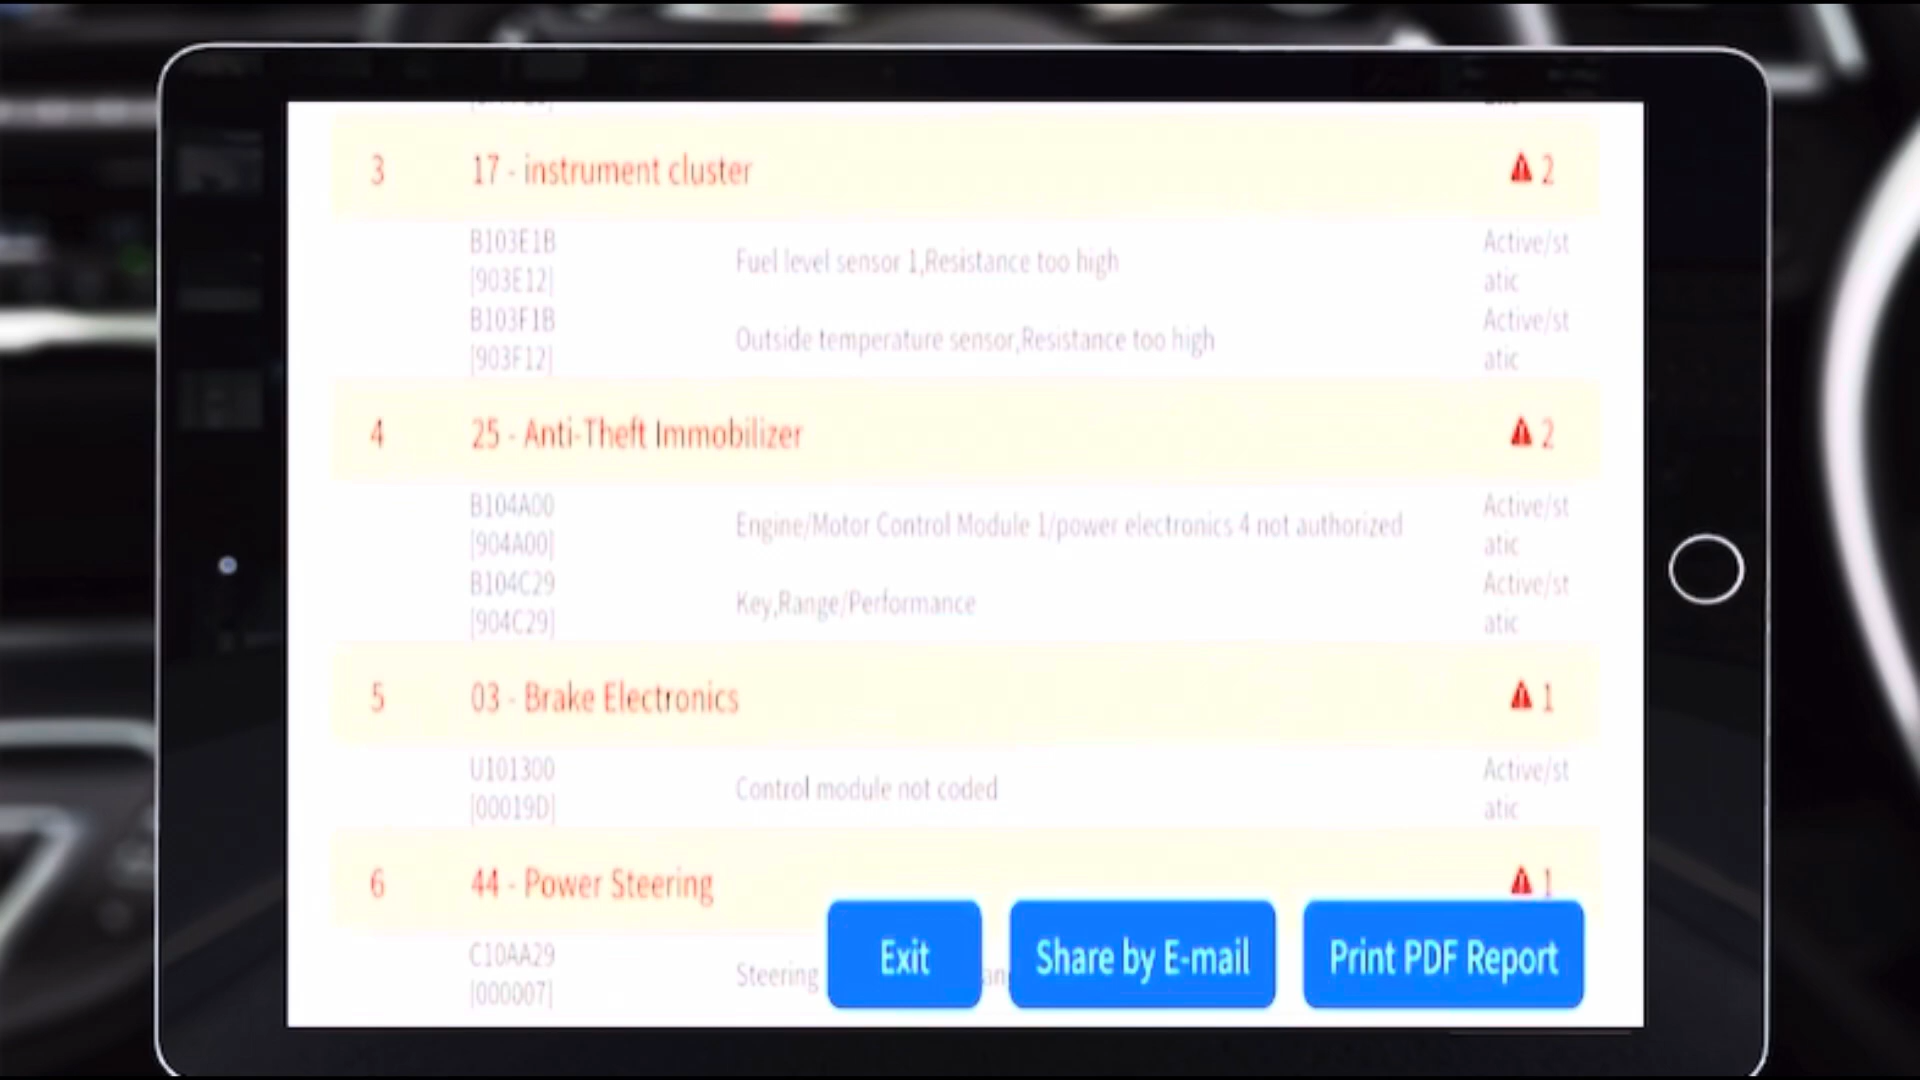 3 17 - instrument cluster 2
B103E1B Active/st
Fuel level sensor 1,Resistance too high
[903E12] atic
B103F1B Active/st
Outside temperature sensor,Resistance too high
[903F12] atic
4 25 - Anti-Theft Immobilizer 2
B104A00 Active/st
Engine/Motor Control Module 1/power electronics 4 not authorized
[904A00] atic
B104C29 Active/st
Key,Range/Performance
[904C29] atic
5 03 - Brake Electronics 1
U101300 Active/st
Control module not coded
[00019D] atic
6 44 - Power Steering 1
C10AA29
Steering
[000007]
Exit Share by E-mail Print PDF Report